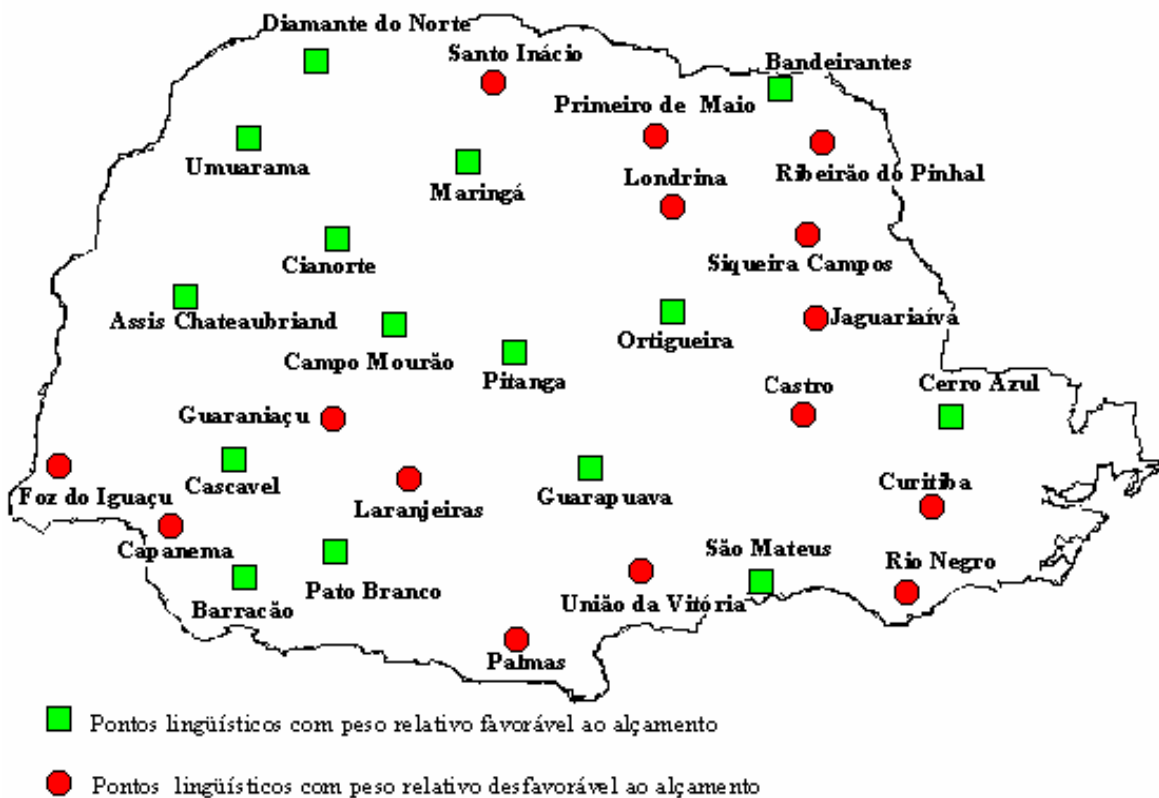 Diamante do Norte
Santo Inácio
Bandeirantes
Primeiro de Maio
Umuarama
Maringá
Londrina
Ribeirão do Pinhal
Cianorte
Siqueira Campos
Assis Chateaubriand
Ortigueira
Jaguariaíva
Campo Mourão
Pitanga
Castro
Cerro Azul
Guaraniaçu
Foz do Iguaçu
Cascavel
Laranjeiras
Guarapuava
Curitiba
Capanema
São Mateus
Rio Negro
Barracão
Pato Branco
União da Vitória
Palmas
Pontos lingüísticos com peso relativo favorável ao alçamento
Pontos lingüísticos com peso relativo desfavorável ao alçamento